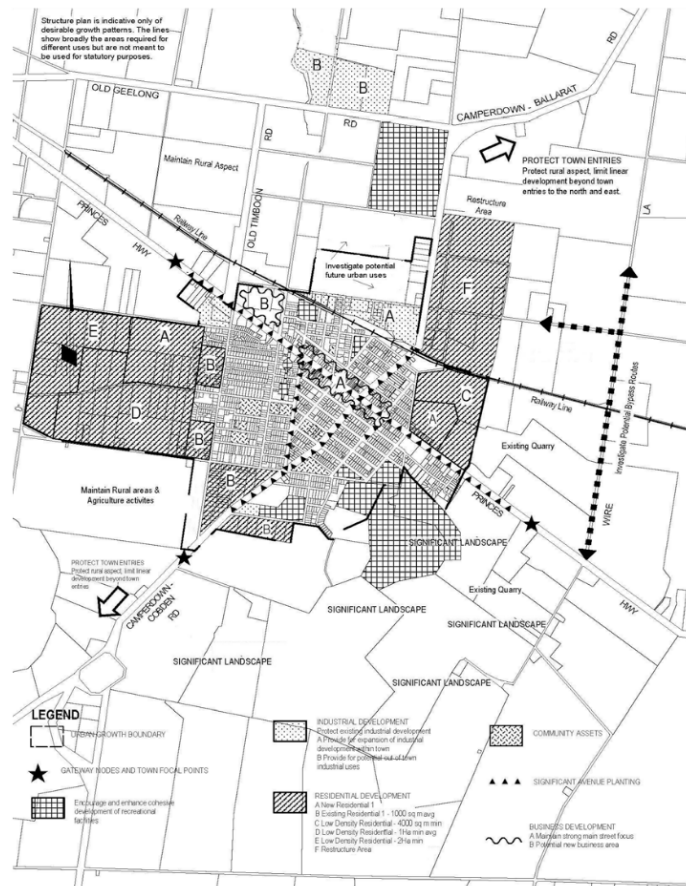 Structure plan is indicative only of
desirable growth patterns. The lines
show broadly the areas required for
different uses but are not meant to
be used for statutory purposes.
B
B
RD
OLD GEELONG
RD
CAMPERDOWN - BALLARAT
RD
Maintain Rural Aspect
PROTECT TOWN ENTRIES
Protect rural aspect, limit linear
development beyond town
entries to the north and east.
PRINCES
HWY
Railway Line
OLD TIMBOON
Restructure
Area
LA
Investigate potential
future urban uses
F
B
A
E
A
B
A
C
A
D
B
Railway Line
Investigate Potential Bypass Routes
Existing Quarry
B
B
Maintain Rural areas &
Agriculture activites
PRINCES
WIRE
SIGNIFICANT LANDSCAPE
PROTECT TOWN ENTRIES
Protect rural aspect, limit linear
development beyond town
entries
Existing Quarry
HWY
CAMPERDOWN-
COBDEN
RD
SIGNIFICANT LANDSCAPE
SIGNIFICANT LANDSCAPE
SIGNIFICANT LANDSCAPE
SIGNIFICANT LANDSCAPE
LEGEND
URBAN GROWTH BOUNDARY
GATEWAY NODES AND TOWN FOCAL POINTS
Encourage and enhance cohesive
development of recreational
facilities
INDUSTRIAL DEVELOPMENT
Protect existing industrial development
A Provide for expansion of industrial
development within town
B Provide for potential out of town
industrial uses
RESIDENTIAL DEVELOPMENT
A New Residential 1
B Existing Residential 1 - 1000 sq m avg
C Low Density Residential - 4000 sq m min
D Low Density Residential - 1Ha min avg
E Low Density Residential - 2Ha min
F Restructure Area
COMMUNITY ASSETS
SIGNIFICANT AVENUE PLANTING
BUSINESS DEVELOPMENT
A Maintain strong main street focus
B Potential new business area